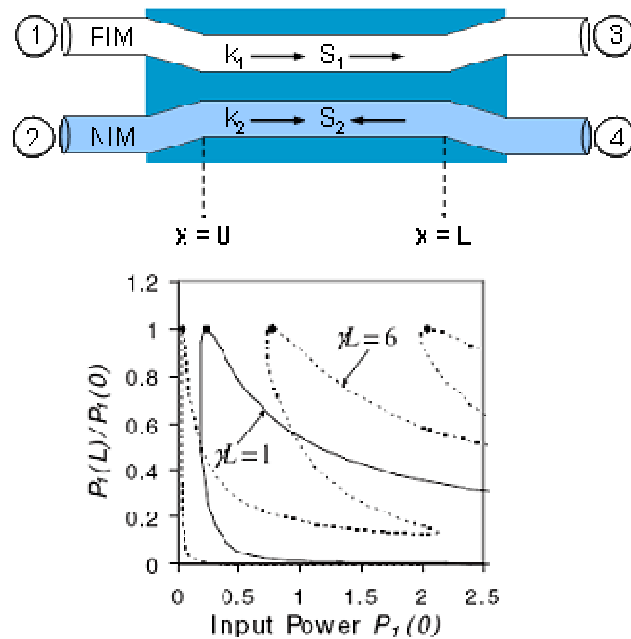 1 FIM k1 S1 3
2 NIM k2 S2 4
x = 0 x = L
1.2
1
γL=6
0.8
0.6
γL=1
0.4
0.2
0
P1(L)/P1(0)
0 0.5 1 1.5 2 2.5
Input Power P1(0)